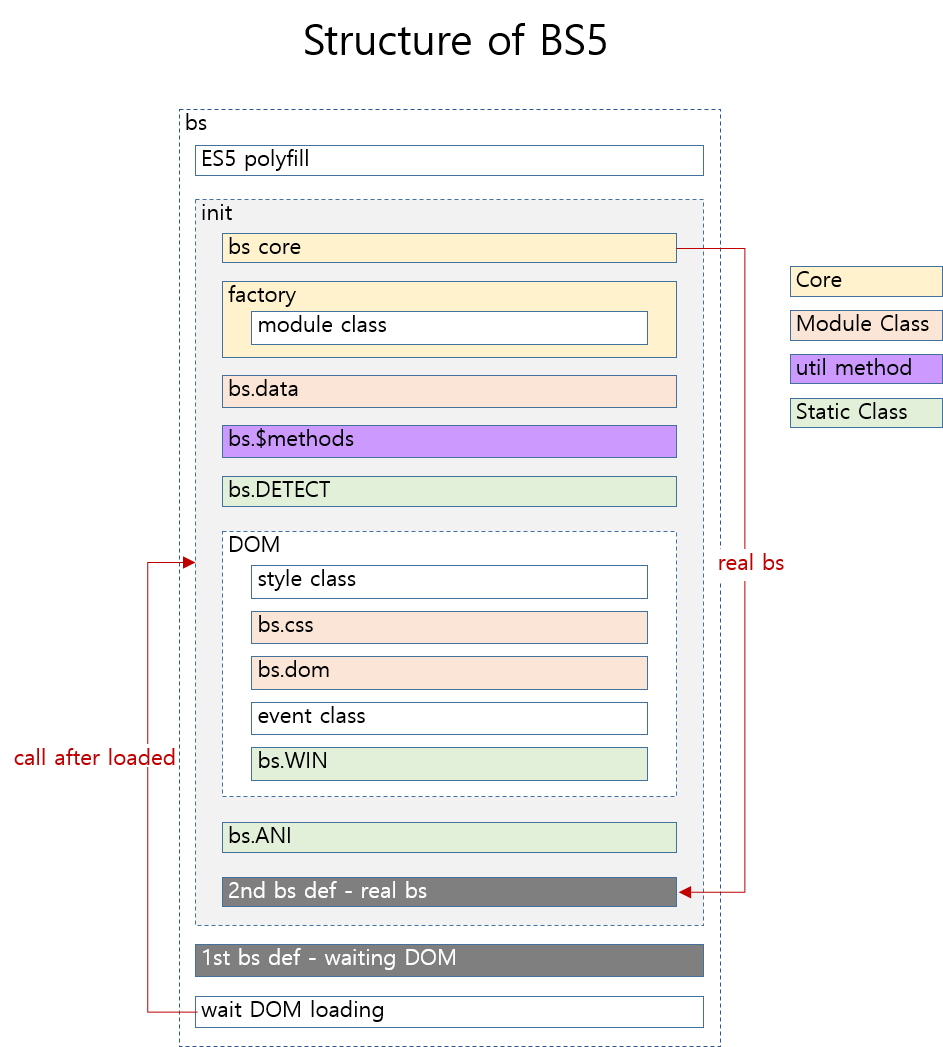 Structure of BS5
bs
ES5 polyfill
init
bs core
factory
module class
bs.data
bs.$methods
bs.DETECT
DOM
style class
bs.css
bs.dom
event class
bs.WIN
bs.ANI
2nd bs def - real bs
1st bs def - waiting DOM
wait DOM loading
call after loaded
real bs
Core
Module Class
util method
Static Class